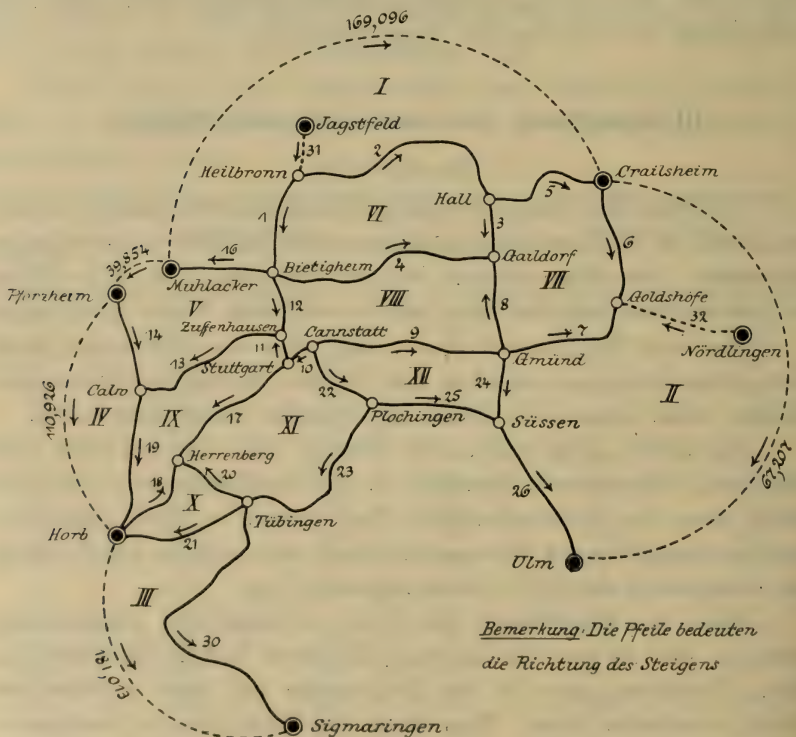 169,096
I
Jagstfeld
31
2
Heilbronn
Crailsheim
5
Hall
VI
1
3
6
16
39,854
Gaildorf
VII
4
Bietigheim
Mühlacker
Pforzheim
VIII
Goldshöfe
V
12
8
32
Zuffenhausen
Cannstatt
7
14
11
9
Nördlingen
13
Stuttgart
10
Gmünd
XII
24
22
Calw
II
Plochingen
25
Süssen
IV
IX
17
110,926
XI
19
67,207
Herrenberg
23
20
18
26
X
Tübingen
Horb
21
Ulm
III
Bemerkung: Die Pfeile bedeuten
30
die Richtung des Steigens
Sigmaringen